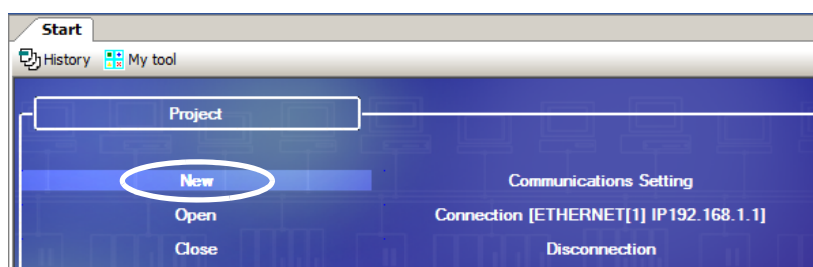 Start
History My tool
Project
New Communications Setting
Open Connection [ETHERNET[1] IP192.168.1.1]
Close Disconnection